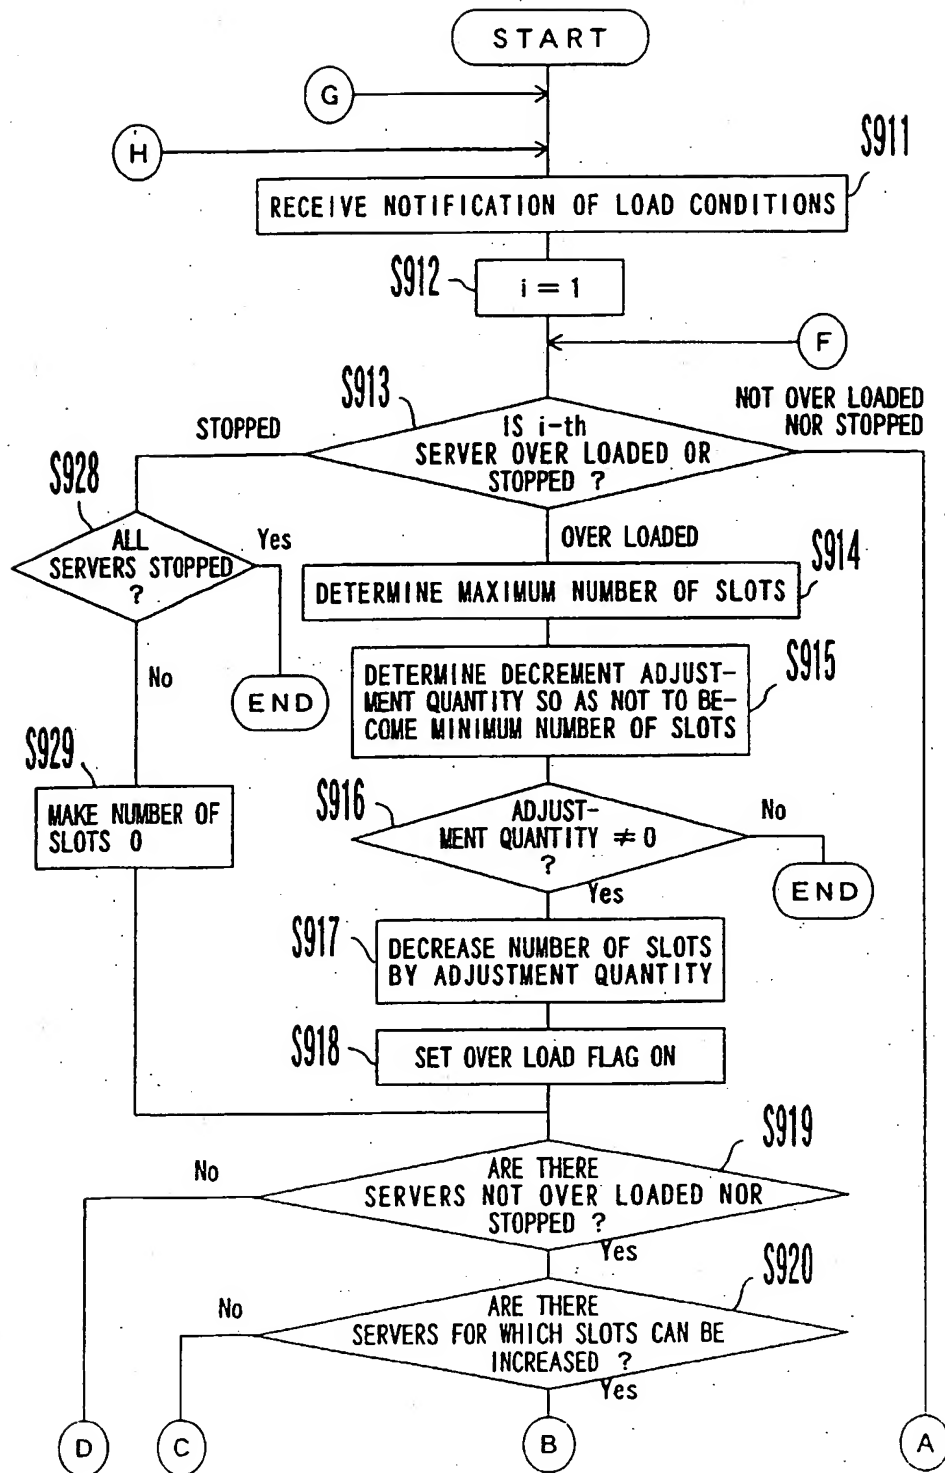 START
G
H
S911
RECEIVE NOTIFICATION OF LOAD CONDITIONS
S912
i = 1
F
S913
STOPPED
IS i-th
SERVER OVER LOADED OR
STOPPED ?
NOT OVER LOADED
NOR STOPPED
S928
ALL
SERVERS STOPPED
?
Yes
No
END
OVER LOADED
S914
DETERMINE MAXIMUM NUMBER OF SLOTS
S915
DETERMINE DECREMENT ADJUST-
MENT QUANTITY SO AS NOT TO BE-
COME MINIMUM NUMBER OF SLOTS
S929
MAKE NUMBER OF
SLOTS 0
S916
ADJUST-
MENT QUANTITY ≠ 0
?
No
END
Yes
S917
DECREASE NUMBER OF SLOTS
BY ADJUSTMENT QUANTITY
S918
SET OVER LOAD FLAG ON
S919
No
ARE THERE
SERVERS NOT OVER LOADED NOR
STOPPED ?
Yes
S920
No
ARE THERE
SERVERS FOR WHICH SLOTS CAN BE
INCREASED ?
Yes
D
C
B
A